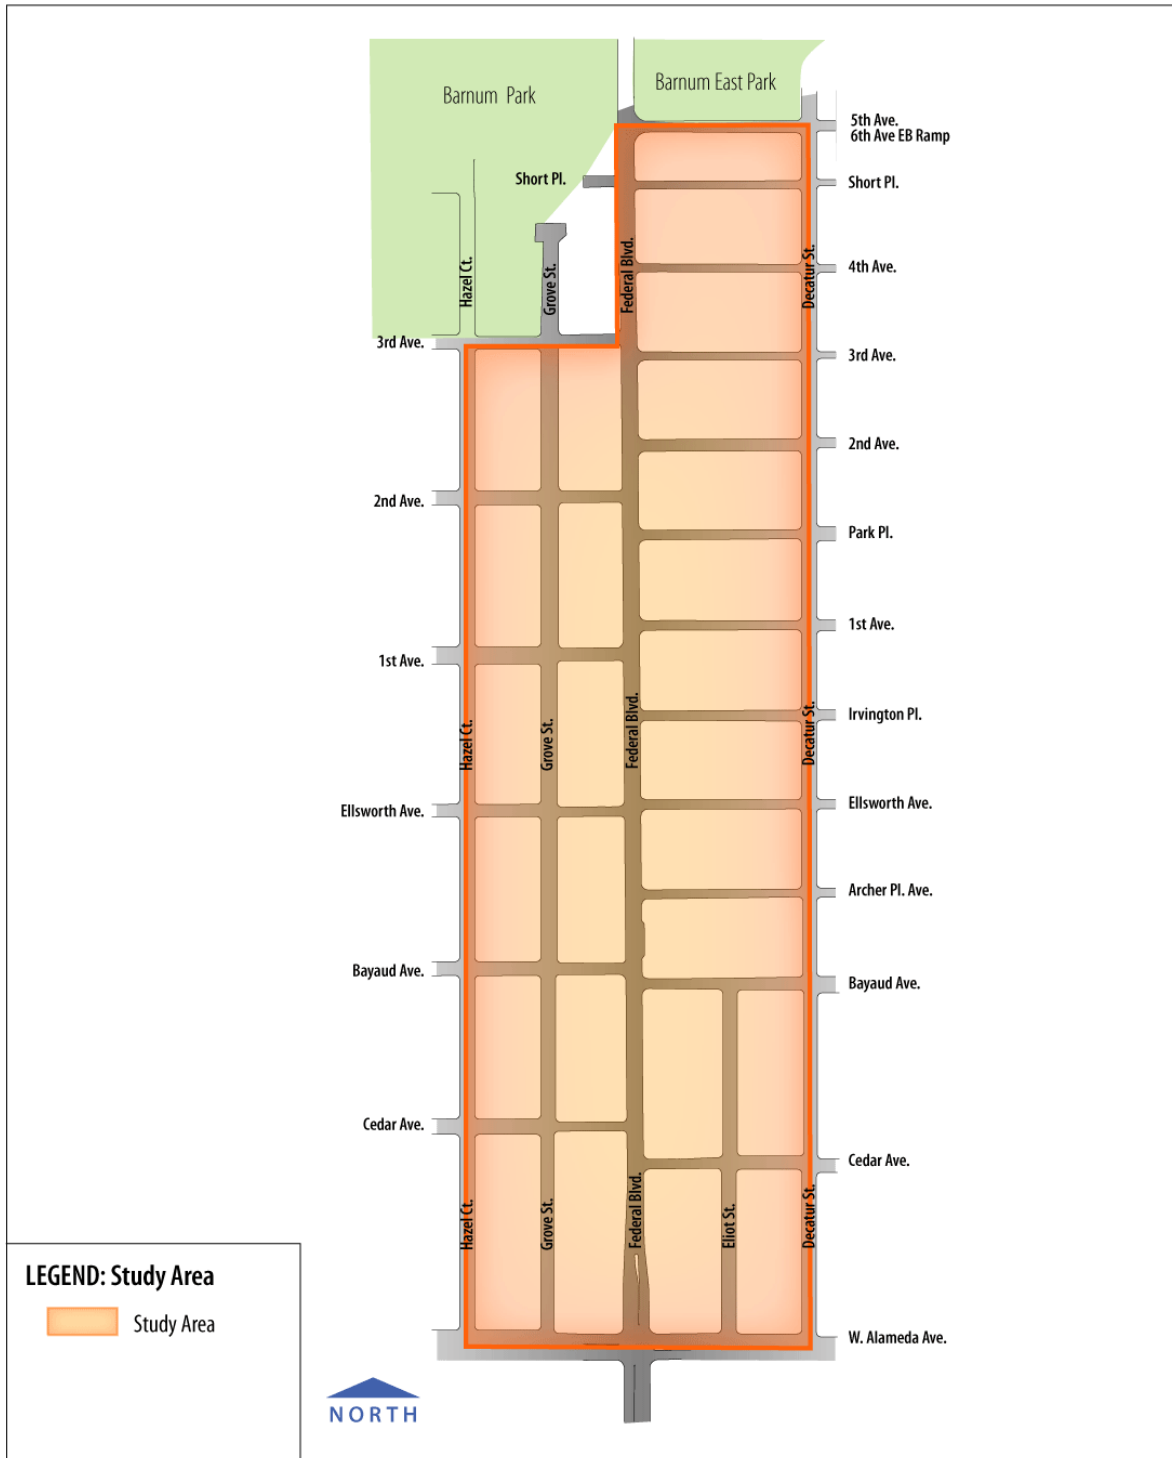 Barnum Park
Barnum East Park
5th Ave.
6th Ave EB Ramp
Short Pl.
Short Pl.
Hazel Ct.
Grove St.
Federal Blvd.
Decatur St.
4th Ave.
3rd Ave.
3rd Ave.
2nd Ave.
2nd Ave.
Park Pl.
1st Ave.
1st Ave.
Hazel Ct.
Grove St.
Federal Blvd.
Decatur St.
Irvington Pl.
Ellsworth Ave.
Ellsworth Ave.
Archer Pl. Ave.
Bayaud Ave.
Bayaud Ave.
Cedar Ave.
Cedar Ave.
Hazel Ct.
Grove St.
Federal Blvd.
Eliot St.
Decatur St.
W. Alameda Ave.
LEGEND: Study Area
Study Area
NORTH